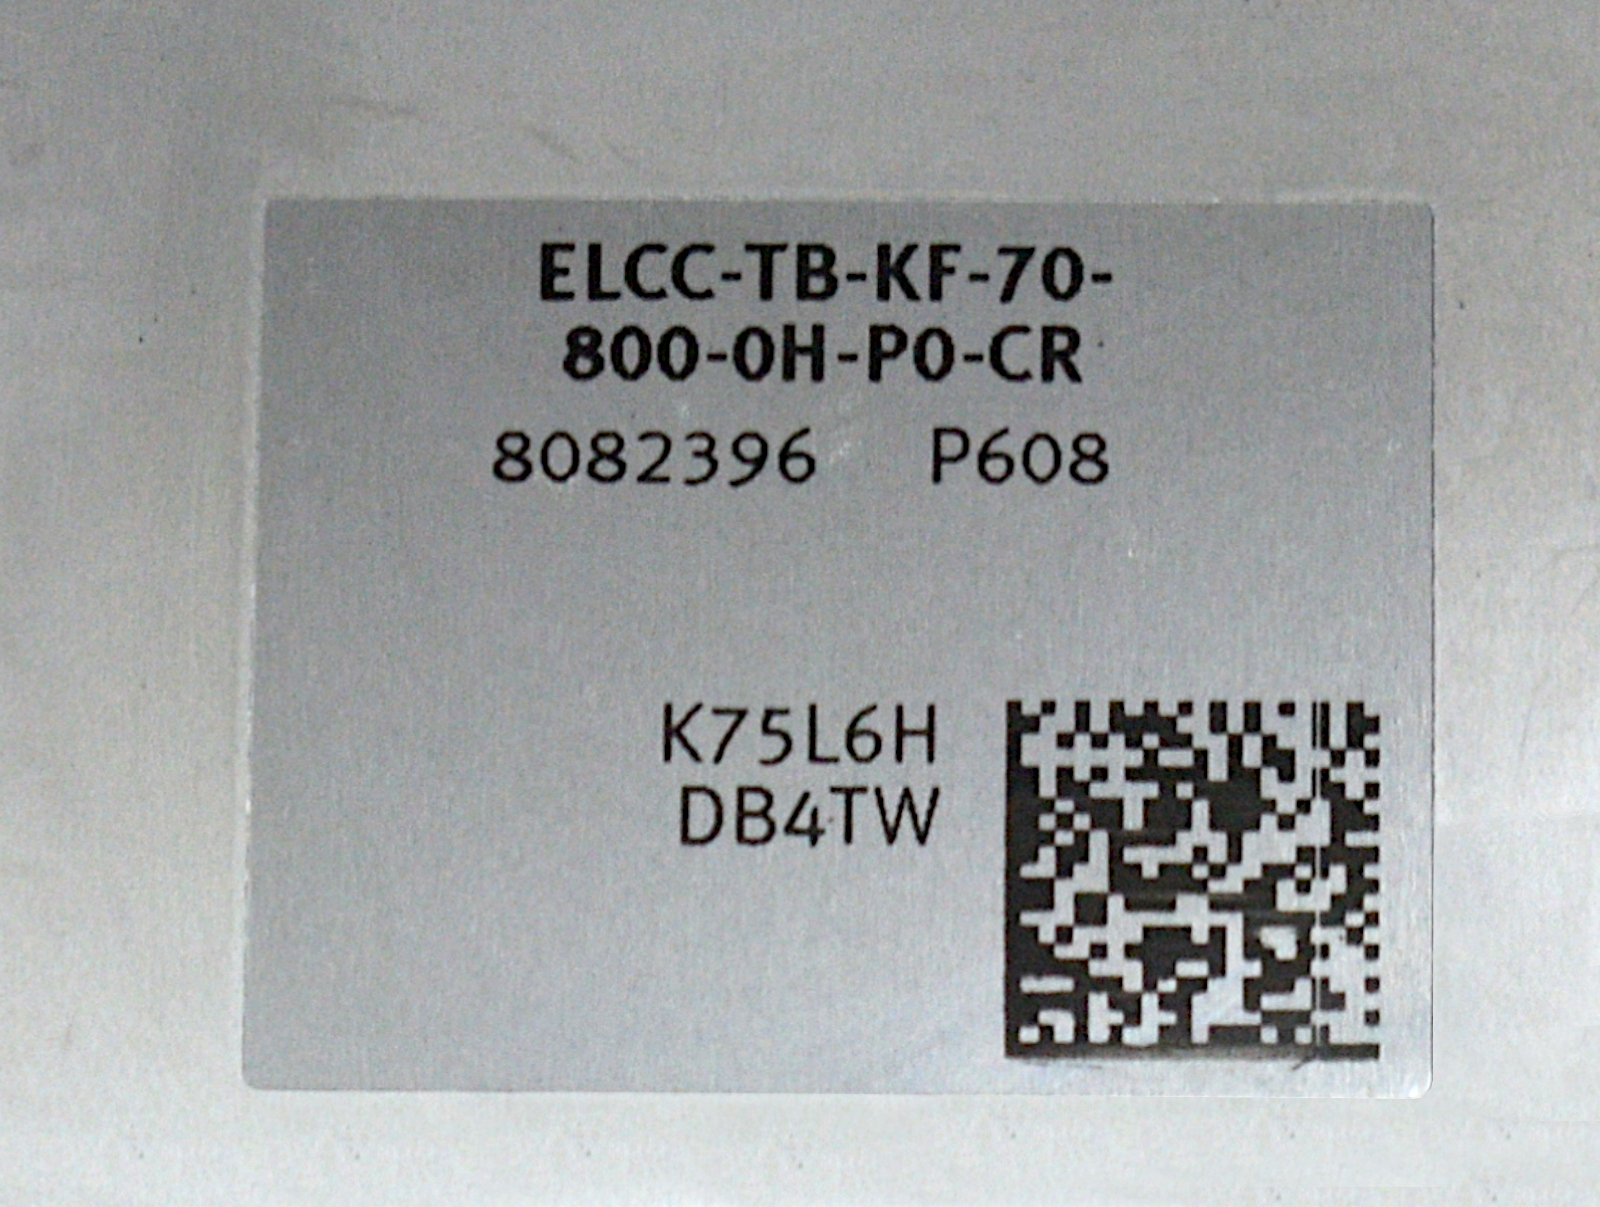 ELCC-TB-KF-70-
800-0H-P0-CR
8082396 P608
K75L6H
DB4TW